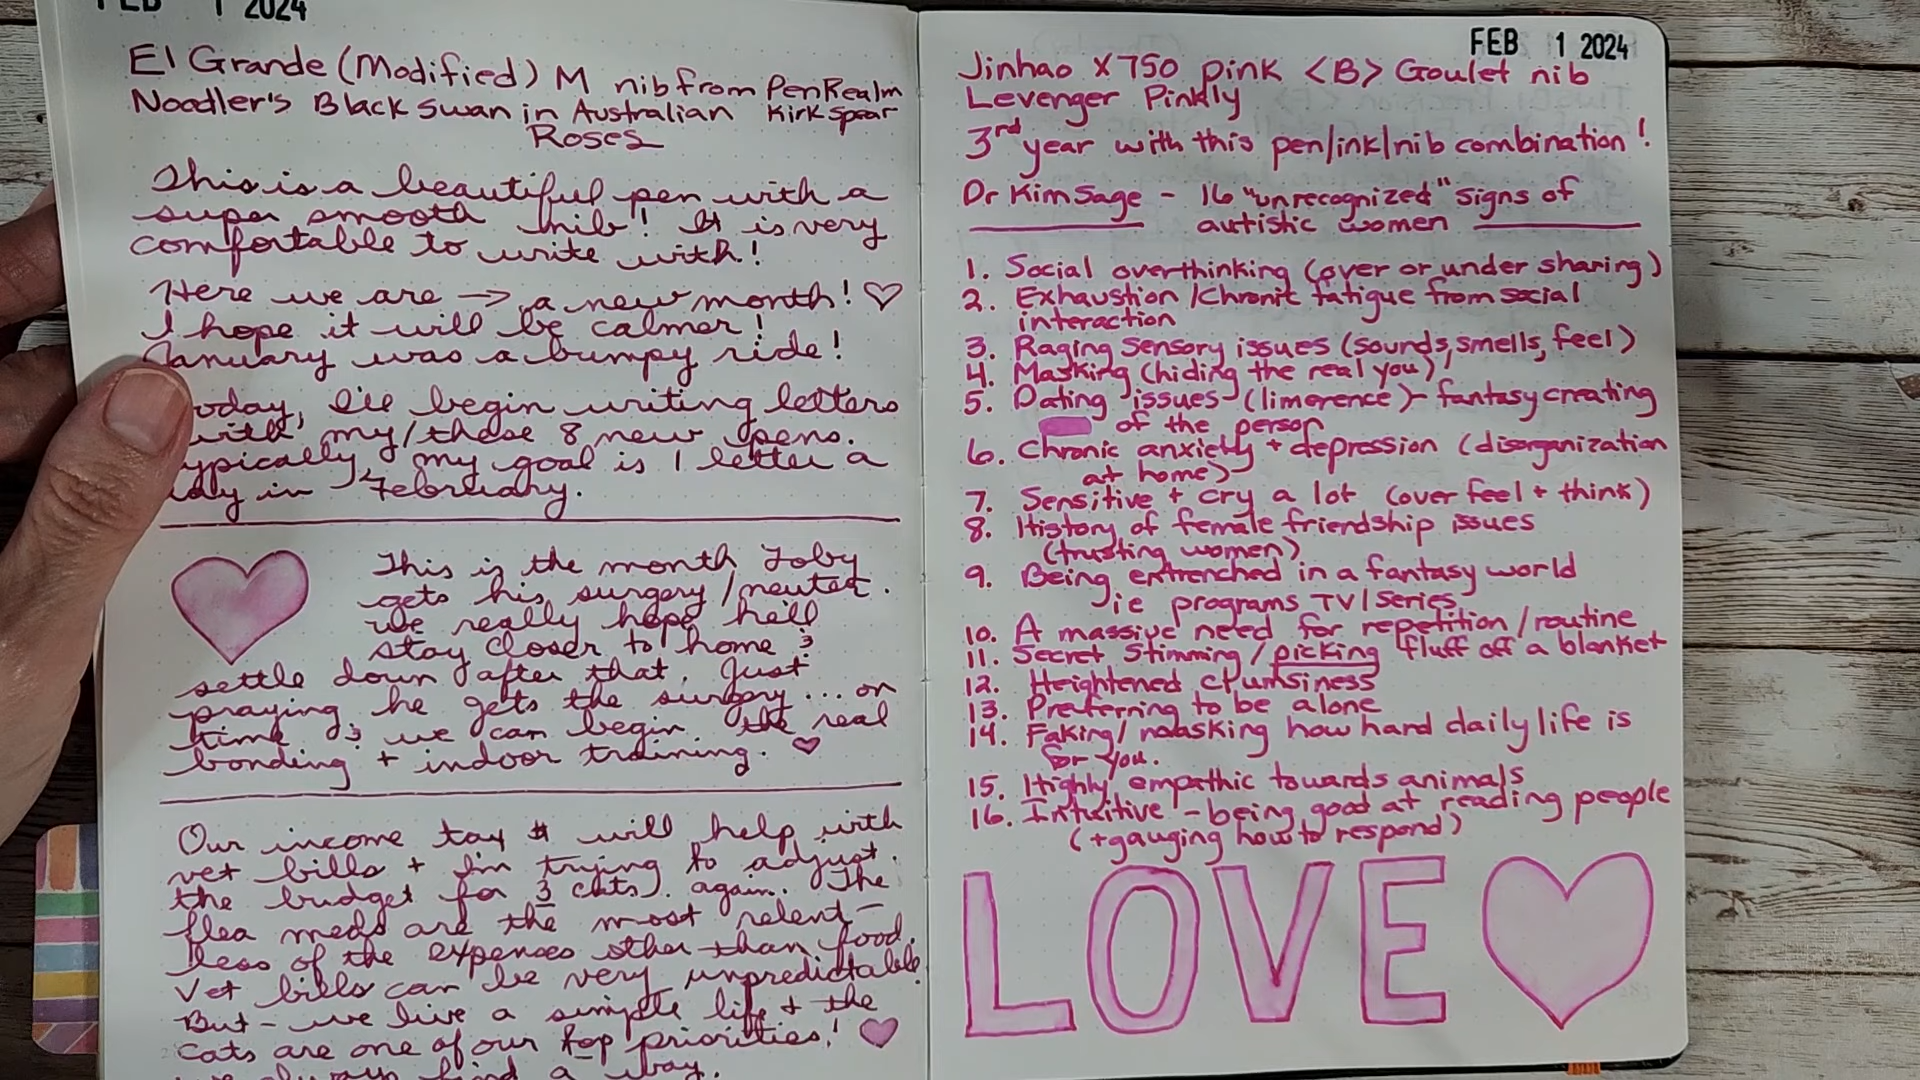 FEB 1 2024
El Grande (Modified) M nib from PenRealm
Noodler's Black Swan in Australian Kirk Spear
Roses
This is a beautiful pen with a
super smooth nib! It is very
comfortable to write with!
Here we are → a new month! ♡
I hope it will be calmer!
January was a bumpy ride!
oday, I'll begin writing letters
with my/these 8 new pens.
ypically, my goal is 1 letter a
day in February.
This is the month Toby
gets his surgery/neuter.
We really hope he'll
stay closer to home &
settle down after that. Just
praying he gets the surgery... on
time & we can begin the real
bonding + indoor training. ♡
Our income tax $ will help with
vet bills + I'm trying to adjust
the budget for 3 cats, again. The
flea meds are the most relent-
less of the expenses other than food.
Vet bills can be very unpredictable.
But - we live a simple life + the
cats are one of our top priorities!
we always find a way.
FEB 1 2024
Jinhao X750 pink <B> Goulet nib
Levenger Pinkly
3rd year with this pen/ink/nib combination!
Dr Kim Sage - 16 "unrecognized" signs of
autistic women
1. Social overthinking (over or under sharing)
2. Exhaustion/chronic fatigue from social
interaction
3. Raging sensory issues (sounds, smells, feel)
4. Masking (hiding the real you)
5. Dating issues (limerence) - fantasy creating
of the person
6. Chronic anxiety + depression (disorganization
at home)
7. Sensitive + cry a lot (over feel + think)
8. History of female friendship issues
(trusting women)
9. Being entrenched in a fantasy world
ie programs TV/series
10. A massive need for repetition/routine
11. Secret Stimming/picking fluff off a blanket
12. Heightened clumsiness
13. Preferring to be alone
14. Faking/masking how hard daily life is
for you.
15. Highly empathic towards animals
16. Intuitive - being good at reading people
(+gauging how to respond)
LOVE